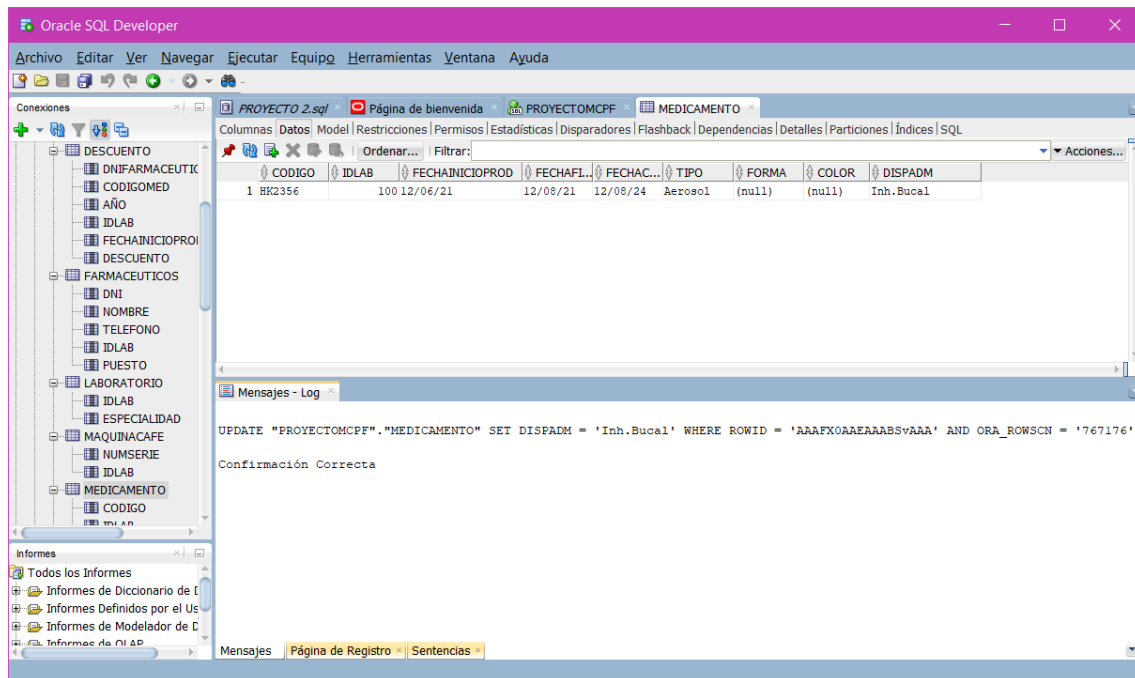 Oracle SQL Developer
Archivo Editar Ver Navegar Ejecutar Equipo Herramientas Ventana Ayuda
Conexiones
DESCUENTO
DNIFARMACEUTIC
CODIGOMED
AÑO
IDLAB
FECHAINICIOPROI
DESCUENTO
FARMACEUTICOS
DNI
NOMBRE
TELEFONO
IDLAB
PUESTO
LABORATORIO
IDLAB
ESPECIALIDAD
MAQUINACAFE
NUMSERIE
IDLAB
MEDICAMENTO
CODIGO
IDLAB
Informes
Todos los Informes
Informes de Diccionario de D
Informes Definidos por el Us
Informes de Modelador de D
Informes de OLAP
PROYECTO 2.sql Página de bienvenida PROYECTOMCPF MEDICAMENTO
Columnas Datos Model Restricciones Permisos Estadísticas Disparadores Flashback Dependencias Detalles Particiones Índices SQL
Ordenar... Filtrar: Acciones...
CODIGO IDLAB FECHAINICIOPROD FECHAFI... FECHAC... TIPO FORMA COLOR DISPADM
1 HK2356 100 12/06/21 12/08/21 12/08/24 Aerosol (null) (null) Inh.Bucal
Mensajes - Log
UPDATE "PROYECTOMCPF"."MEDICAMENTO" SET DISPADM = 'Inh.Bucal' WHERE ROWID = 'AAAFX0AAEAAABSvAAA' AND ORA_ROWSCN = '767176'
Confirmación Correcta
Mensajes Página de Registro Sentencias